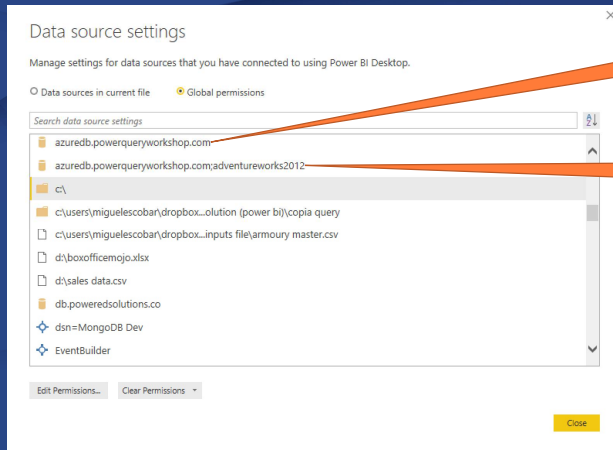 Data source settings
Manage settings for data sources that you have connected to using Power BI Desktop.
Data sources in current file Global permissions
Search data source settings
azuredb.powerqueryworkshop.com
azuredb.powerqueryworkshop.com;adventureworks2012
c:\
c:\users\miguelescobar\dropbox...olution (power bi)\copia query
c:\users\miguelescobar\dropbox...inputs file\armoury master.csv
d:\boxofficemojo.xlsx
d:\sales data.csv
db.poweredsolutions.co
dsn=MongoDB Dev
EventBuilder
Edit Permissions... Clear Permissions
Close